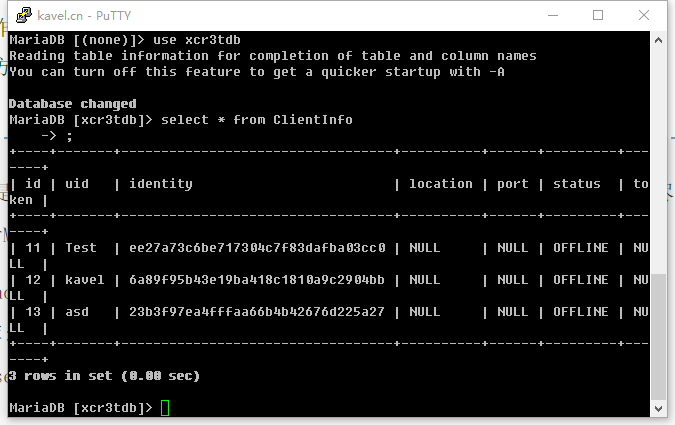 kavel.cn - PuTTY
MariaDB [(none)]> use xcr3tdb
Reading table information for completion of table and column names
You can turn off this feature to get a quicker startup with -A
Database changed
MariaDB [xcr3tdb]> select * from ClientInfo
    -> ;
+----+-------+----------------------------------+----------+------+---------+---
----+
| id | uid   | identity                         | location | port | status  | to
ken |
+----+-------+----------------------------------+----------+------+---------+---
----+
| 11 | Test  | ee27a73c6be717304c7f83dafba03cc0 | NULL     | NULL | OFFLINE | NU
LL  |
| 12 | kavel | 6a89f95b43e19ba418c1810a9c2904bb | NULL     | NULL | OFFLINE | NU
LL  |
| 13 | asd   | 23b3f97ea4fffaa66b4b42676d225a27 | NULL     | NULL | OFFLINE | NU
LL  |
+----+-------+----------------------------------+----------+------+---------+---
----+
3 rows in set (0.00 sec)
MariaDB [xcr3tdb]>